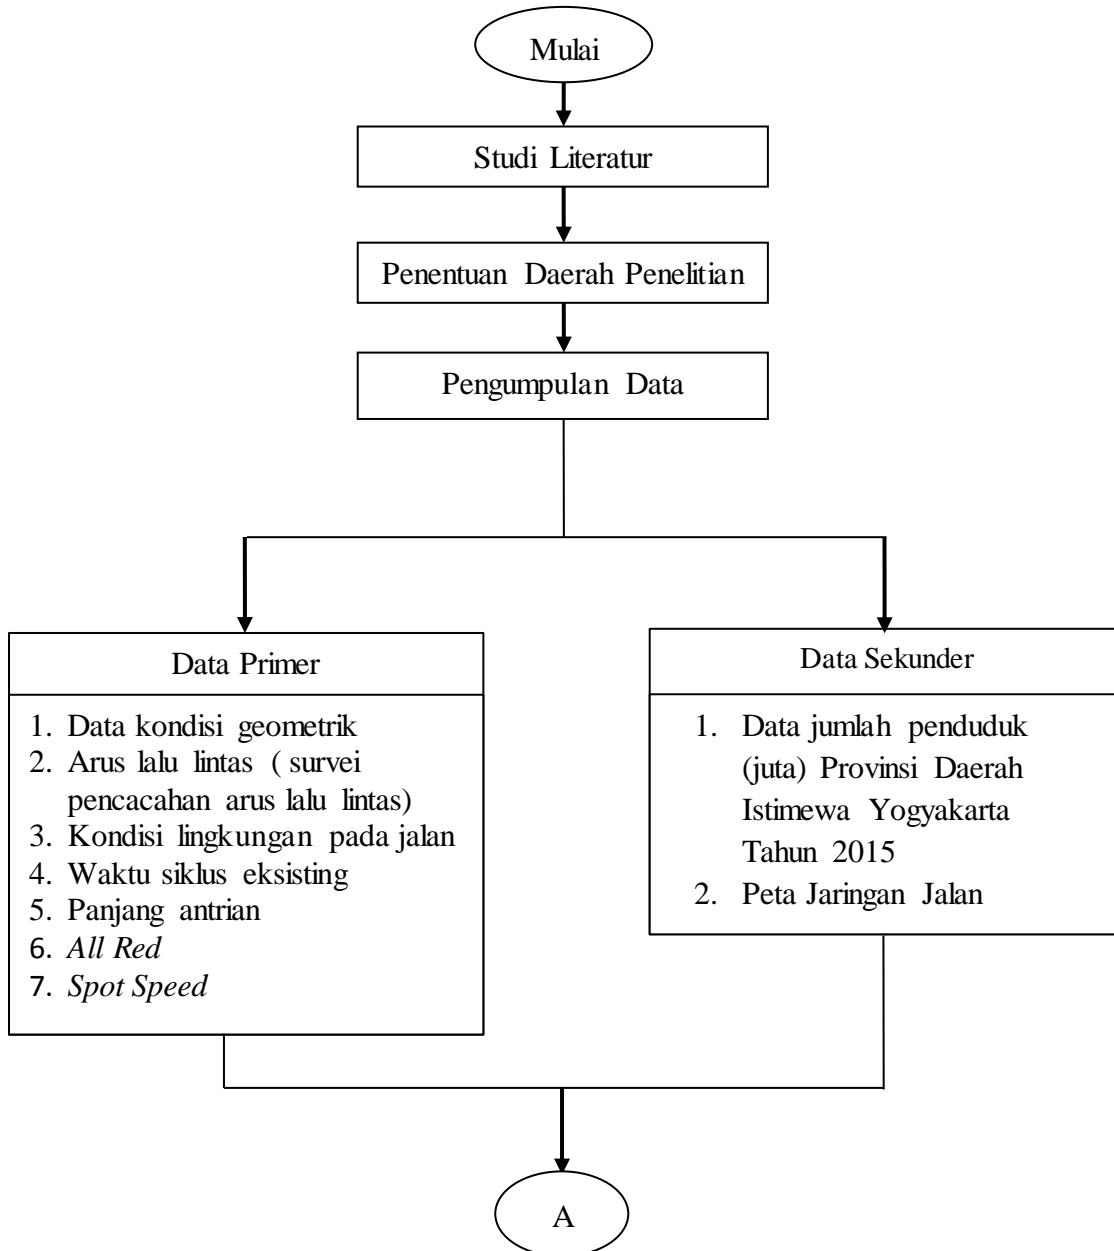 Mulai
Studi Literatur
Penentuan Daerah Penelitian
Pengumpulan Data
Data Primer
1. Data kondisi geometrik
2. Arus lalu lintas ( survei
pencacahan arus lalu lintas)
3. Kondisi lingkungan pada jalan
4. Waktu siklus eksisting
5. Panjang antrian
6. All Red
7. Spot Speed
Data Sekunder
1. Data jumlah penduduk
(juta) Provinsi Daerah
Istimewa Yogyakarta
Tahun 2015
2. Peta Jaringan Jalan
A